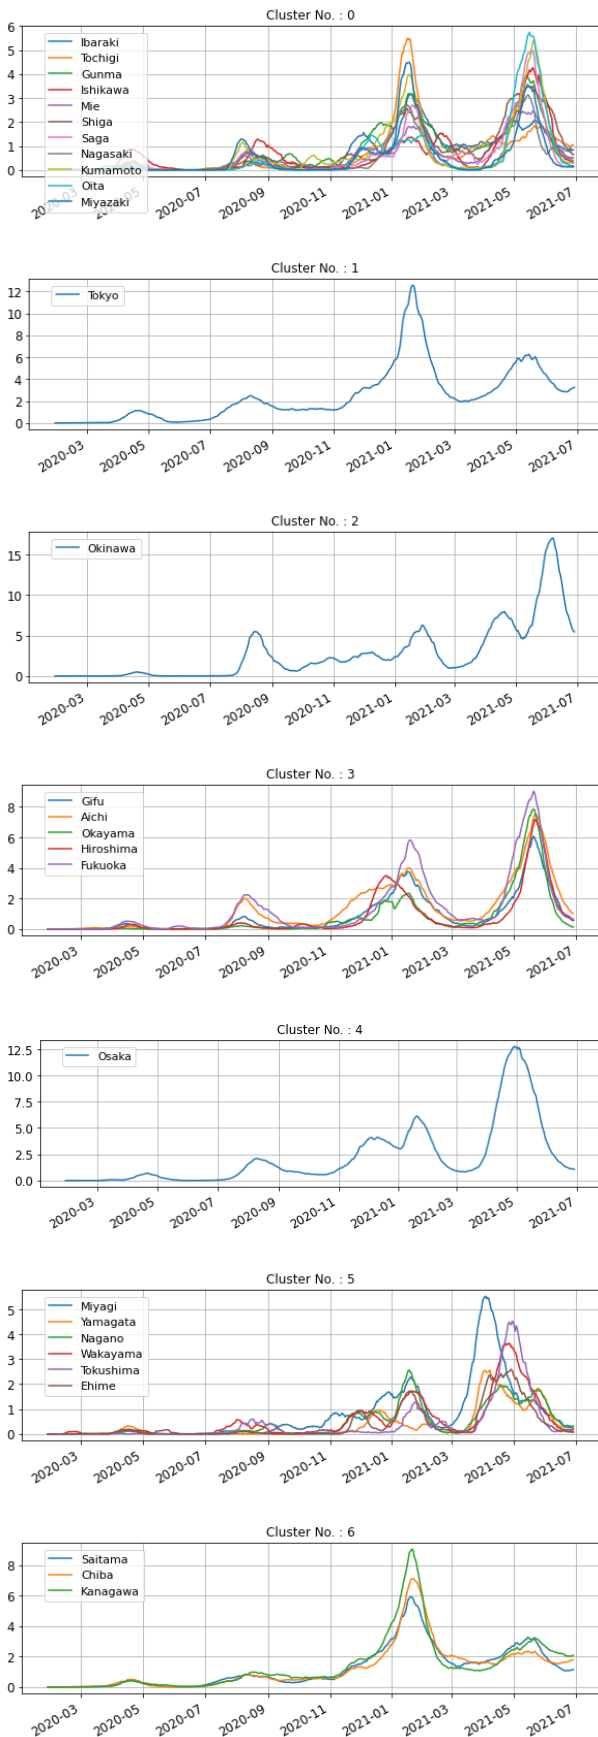 Cluster No. : 0
6
5
4
3
2
1
0
Ibaraki
Tochigi
Gunma
Ishikawa
Mie
Shiga
Saga
Nagasaki
Kumamoto
Oita
Miyazaki
2020-03
2020-05
2020-07
2020-09
2020-11
2021-01
2021-03
2021-05
2021-07
Cluster No. : 1
12
10
8
6
4
2
0
Tokyo
2020-03
2020-05
2020-07
2020-09
2020-11
2021-01
2021-03
2021-05
2021-07
Cluster No. : 2
15
10
5
0
Okinawa
2020-03
2020-05
2020-07
2020-09
2020-11
2021-01
2021-03
2021-05
2021-07
Cluster No. : 3
8
6
4
2
0
Gifu
Aichi
Okayama
Hiroshima
Fukuoka
2020-03
2020-05
2020-07
2020-09
2020-11
2021-01
2021-03
2021-05
2021-07
Cluster No. : 4
12.5
10.0
7.5
5.0
2.5
0.0
Osaka
2020-03
2020-05
2020-07
2020-09
2020-11
2021-01
2021-03
2021-05
2021-07
Cluster No. : 5
5
4
3
2
1
0
Miyagi
Yamagata
Nagano
Wakayama
Tokushima
Ehime
2020-03
2020-05
2020-07
2020-09
2020-11
2021-01
2021-03
2021-05
2021-07
Cluster No. : 6
8
6
4
2
0
Saitama
Chiba
Kanagawa
2020-03
2020-05
2020-07
2020-09
2020-11
2021-01
2021-03
2021-05
2021-07